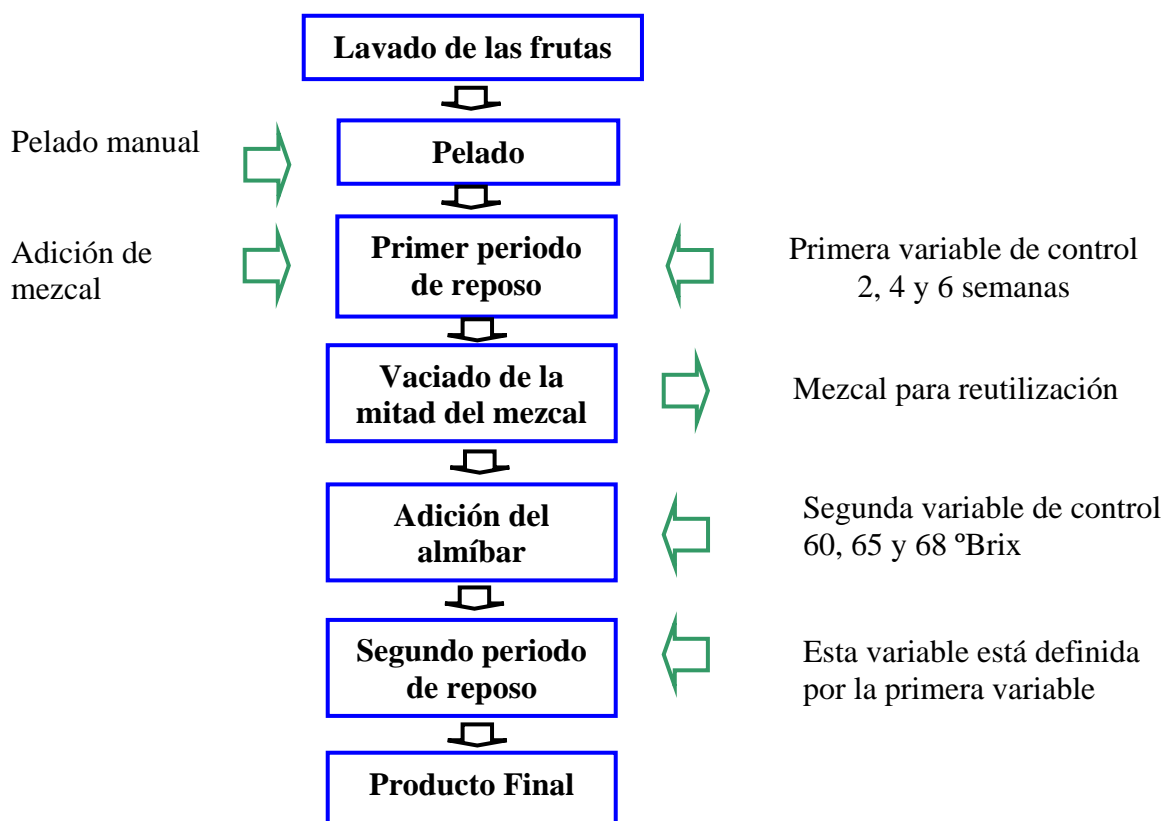 Lavado de las frutas
Pelado manual
Pelado
Adición de
mezcal
Primer periodo
de reposo
Primera variable de control
2, 4 y 6 semanas
Vaciado de la
mitad del mezcal
Mezcal para reutilización
Adición del
almíbar
Segunda variable de control
60, 65 y 68 ºBrix
Segundo periodo
de reposo
Esta variable está definida
por la primera variable
Producto Final